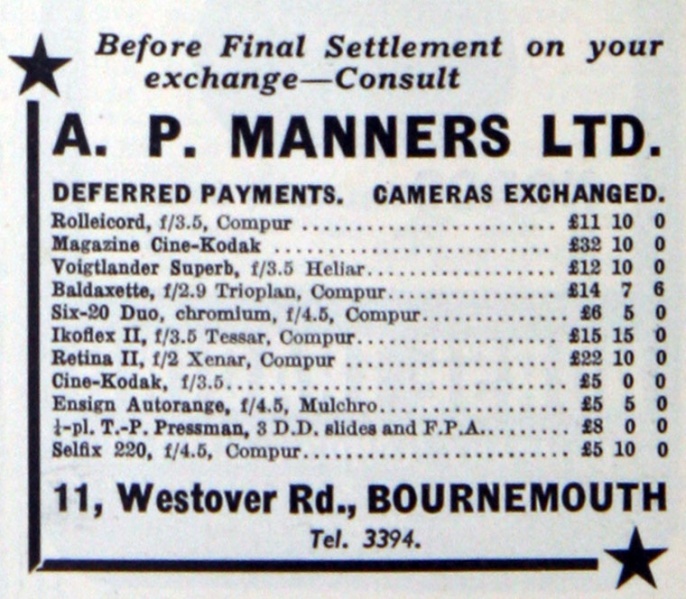 Before Final Settlement on your
exchange—Consult
A. P. MANNERS LTD.
DEFERRED PAYMENTS. CAMERAS EXCHANGED.
Rolleicord, f/3.5, Compur ........................ £11 10 0
Magazine Cine-Kodak ........................ £32 10 0
Voigtlander Superb, f/3.5 Heliar................ £12 10 0
Baldaxette, f/2.9 Trioplan, Compur............... £14 7 6
Six-20 Duo, chromium, f/4.5, Compur............ £6 5 0
Ikoflex II, f/3.5 Tessar, Compur.................. £15 15 0
Retina II, f/2 Xenar, Compur .................. £22 10 0
Cine-Kodak, f/3.5.............................. £5 0 0
Ensign Autorange, f/4.5, Mulchro............... £5 5 0
¼-pl. T.-P. Pressman, 3 D.D. slides and F.P.A.......... £8 0 0
Selfix 220, f/4.5, Compur........................ £5 10 0
11, Westover Rd., BOURNEMOUTH
Tel. 3394.